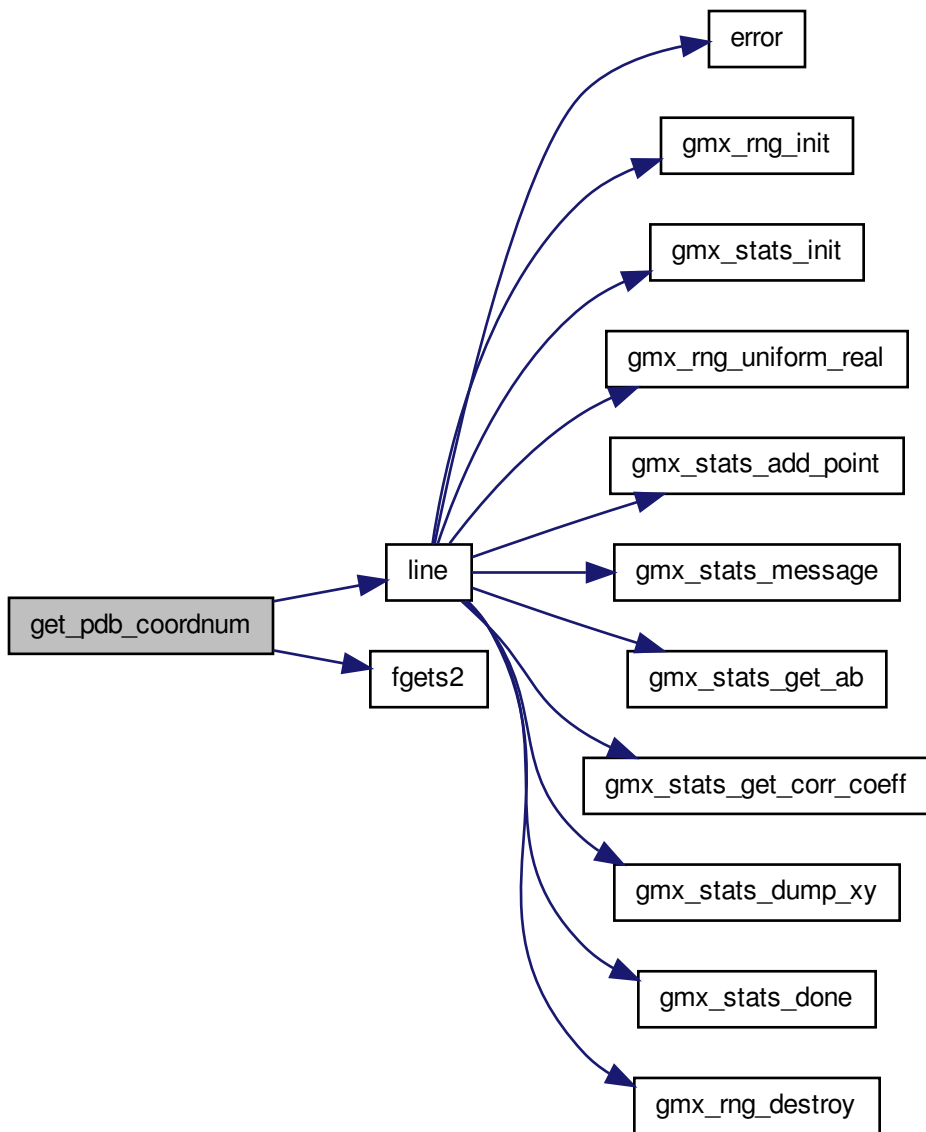 error
gmx_rng_init
gmx_stats_init
gmx_rng_uniform_real
gmx_stats_add_point
line
gmx_stats_message
get_pdb_coordnum
fgets2
gmx_stats_get_ab
gmx_stats_get_corr_coeff
gmx_stats_dump_xy
gmx_stats_done
gmx_rng_destroy